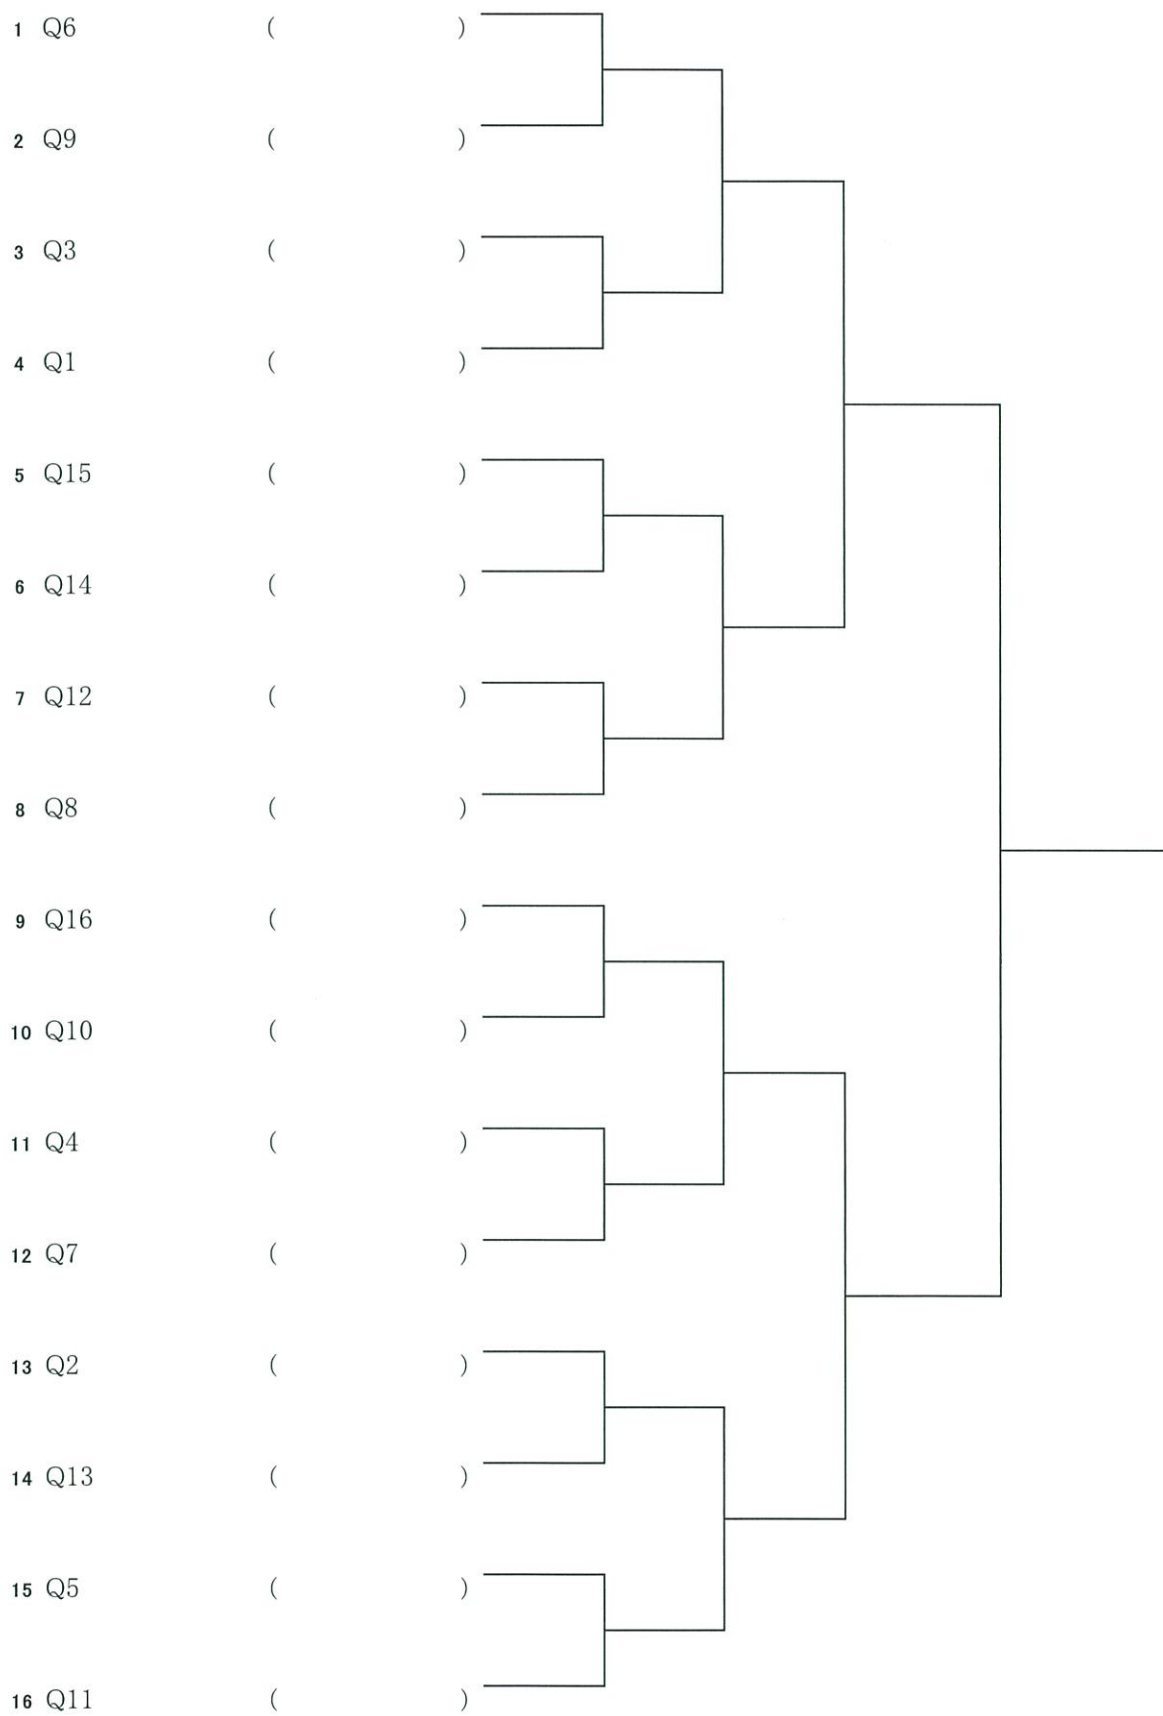 1 Q6 ( )
2 Q9 ( )
3 Q3 ( )
4 Q1 ( )
5 Q15 ( )
6 Q14 ( )
7 Q12 ( )
8 Q8 ( )
9 Q16 ( )
10 Q10 ( )
11 Q4 ( )
12 Q7 ( )
13 Q2 ( )
14 Q13 ( )
15 Q5 ( )
16 Q11 ( )